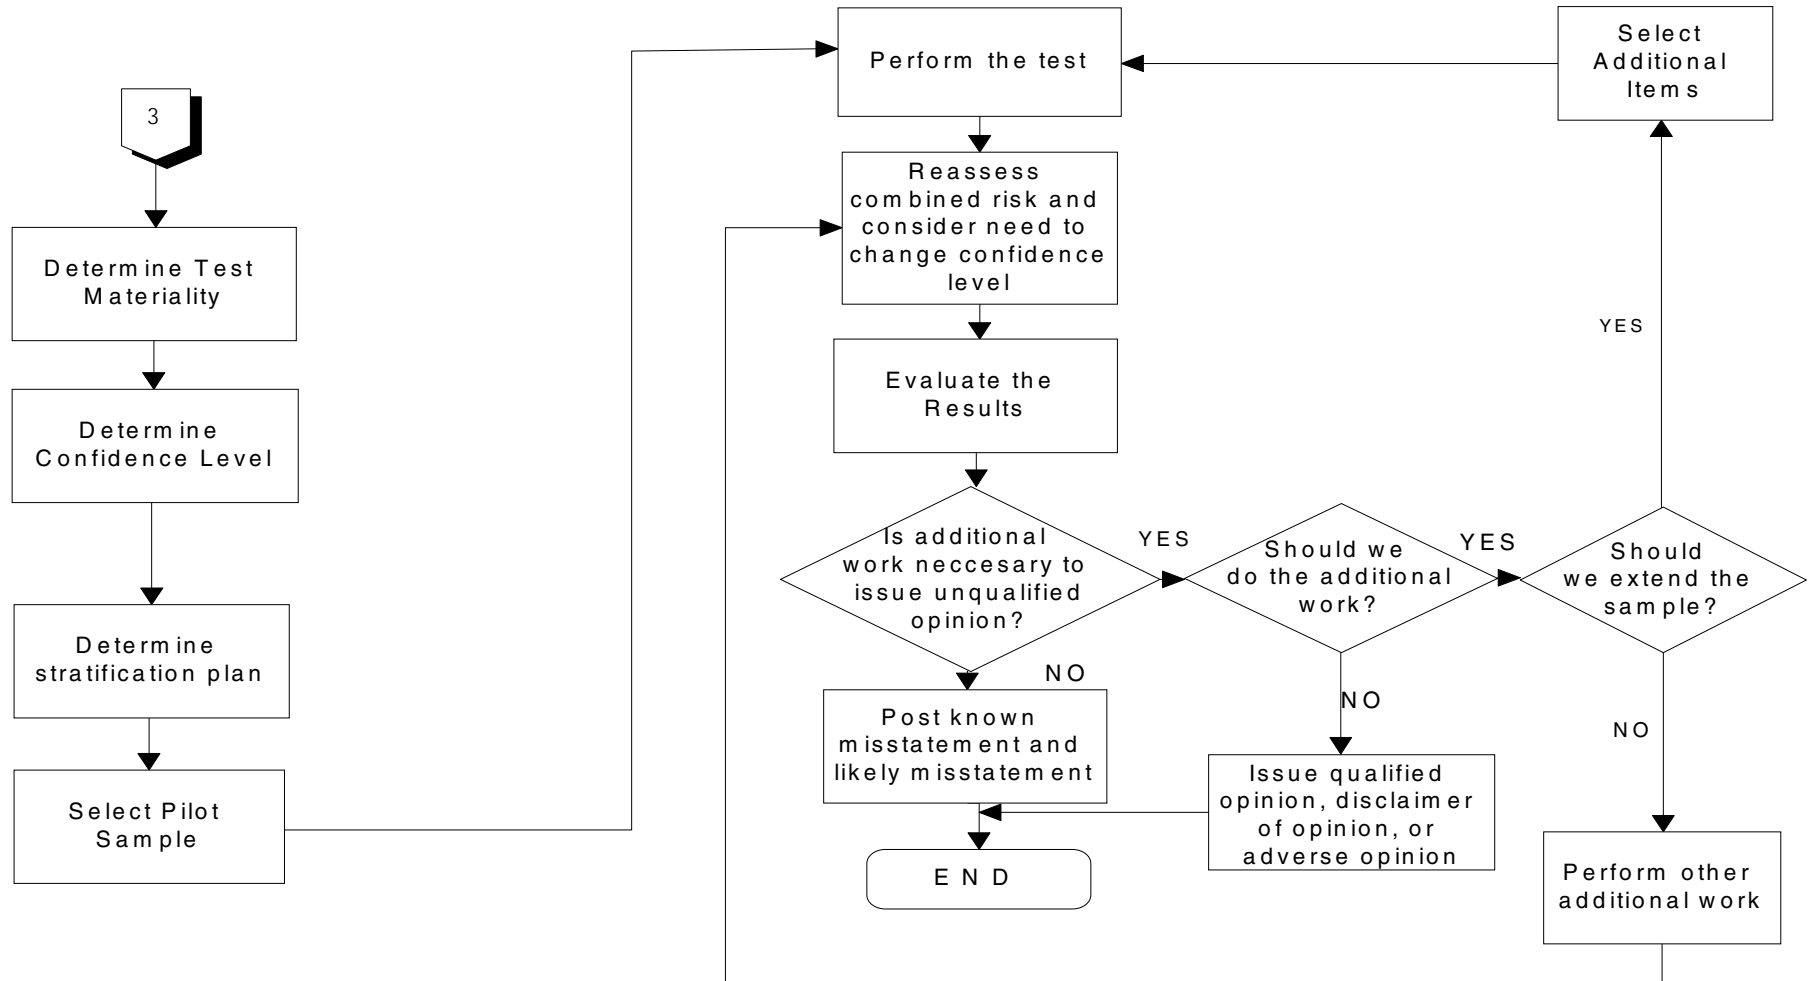 3
Determine Test
Materiality
Determine
Confidence Level
Determine
stratification plan
Select Pilot
Sample
Perform the test
Reassess
combined risk and
consider need to
change confidence
level
Evaluate the
Results
Is additional
work neccesary to
issue unqualified
opinion?
YES
NO
Post known
misstatement and
likely misstatement
END
Should we
do the additional
work?
YES
NO
Issue qualified
opinion, disclaimer
of opinion, or
adverse opinion
Should
we extend the
sample?
YES
Select
Additional
Items
NO
Perform other
additional work